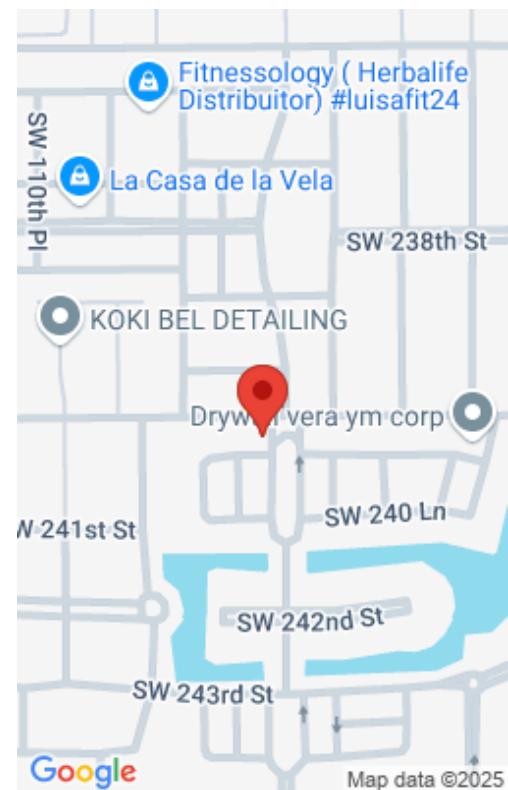 Fitnessology ( Herbalife
Distribuitor) #luisafit24
SW 110th Pl
La Casa de la Vela
SW 238th St
KOKI BEL DETAILING
vera ym corp
SW 240 Ln
241st St
SW 242nd St
SW 243rd St
Google
Map data ©2025